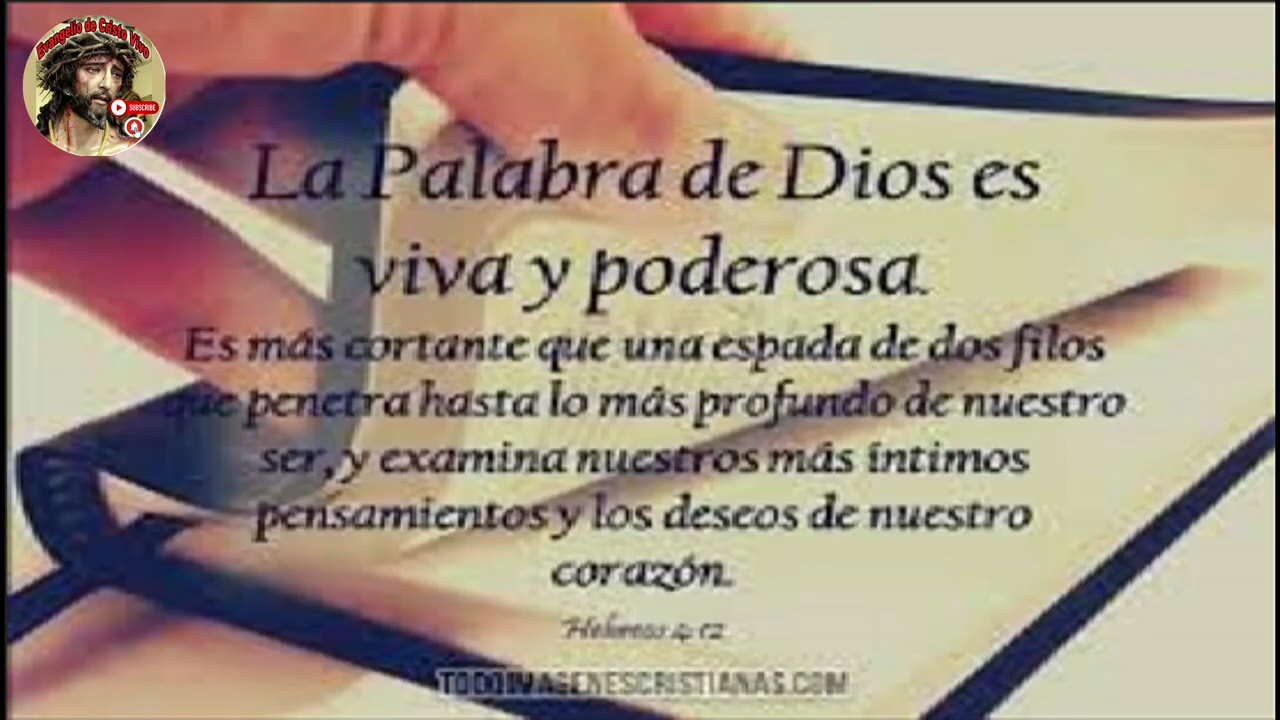 Evangelio de Cristo Vivo
SUBSCRIBE
La Palabra de Dios es
viva y poderosa.
Es más cortante que una espada de dos filos
que penetra hasta lo más profundo de nuestro
ser, y examina nuestros más íntimos
pensamientos y los deseos de nuestro
corazón.
Hebreos 4:12
TODOIMAGENESCRISTIANAS.COM